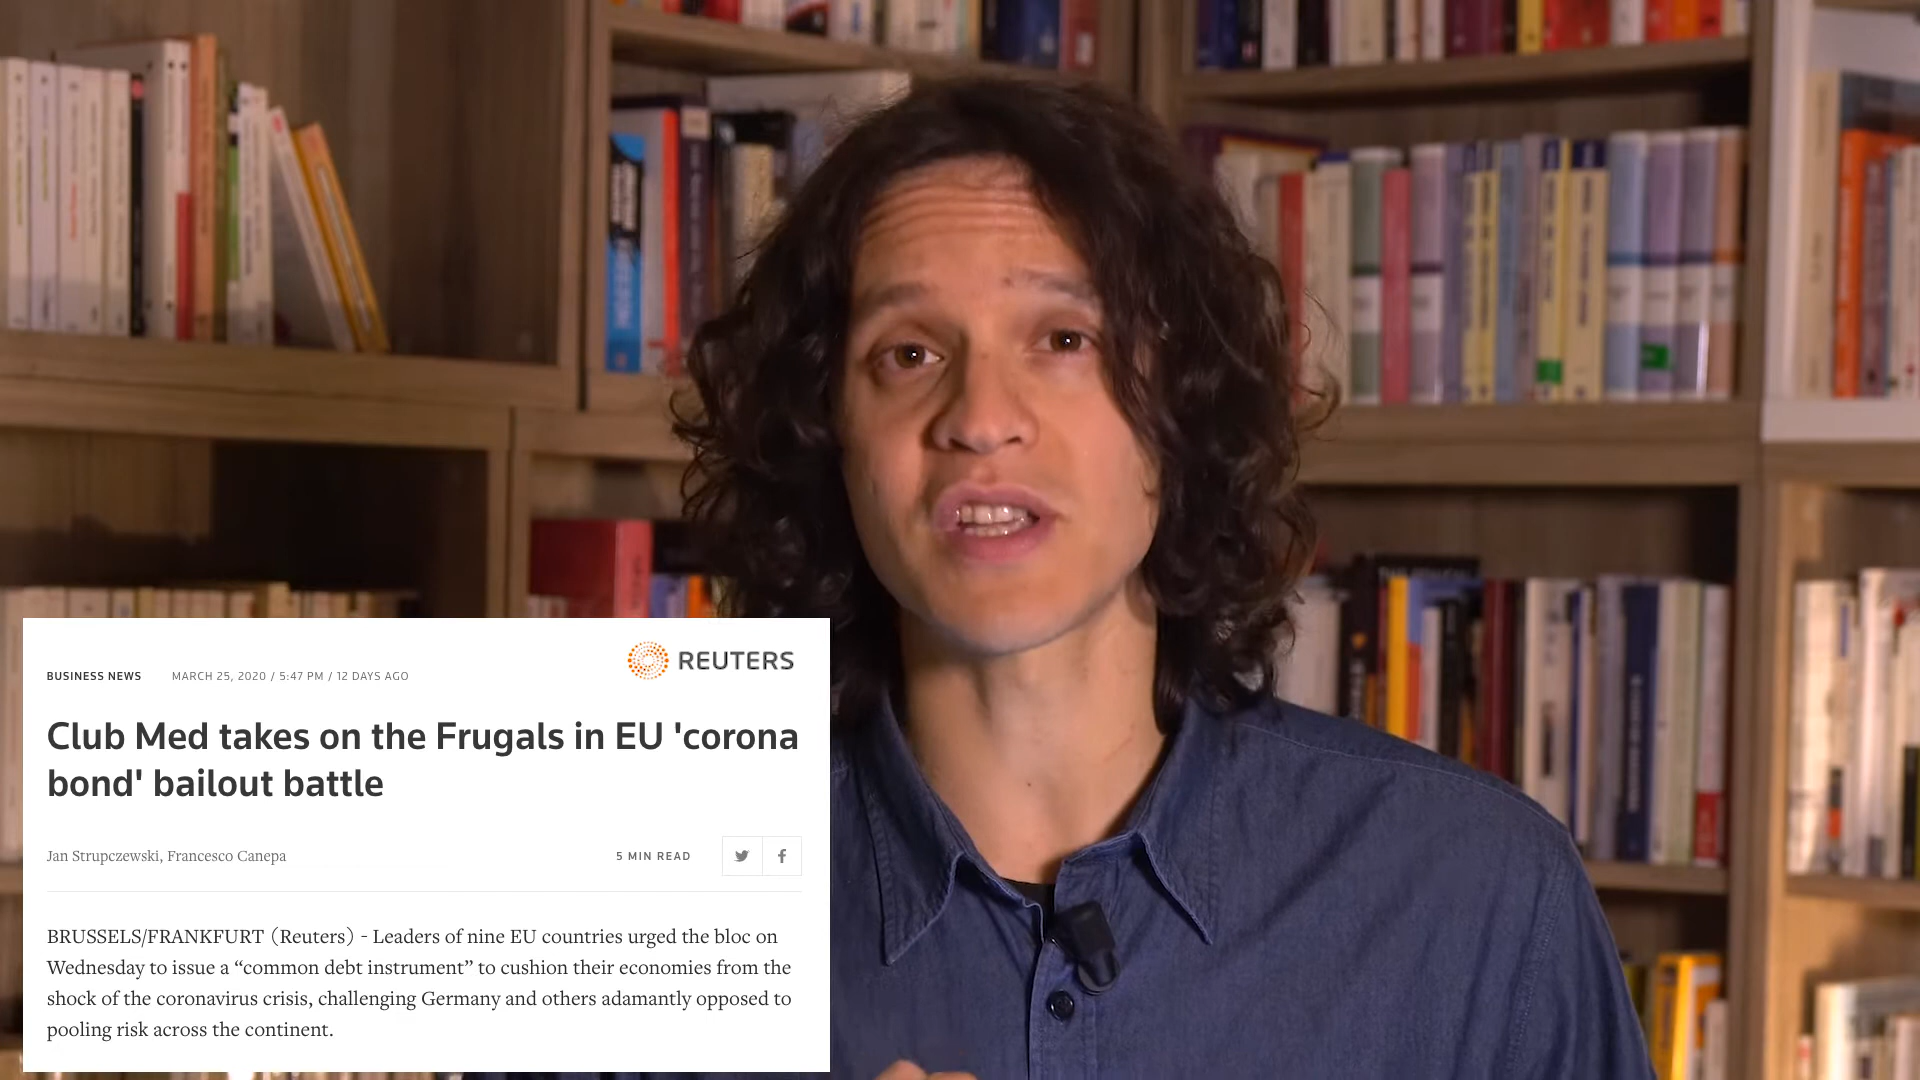 REUTERS
BUSINESS NEWS MARCH 25, 2020 / 5:47 PM / 12 DAYS AGO
Club Med takes on the Frugals in EU 'corona
bond' bailout battle
Jan Strupczewski, Francesco Canepa
5 MIN READ
BRUSSELS/FRANKFURT (Reuters) - Leaders of nine EU countries urged the bloc on
Wednesday to issue a “common debt instrument” to cushion their economies from the
shock of the coronavirus crisis, challenging Germany and others adamantly opposed to
pooling risk across the continent.